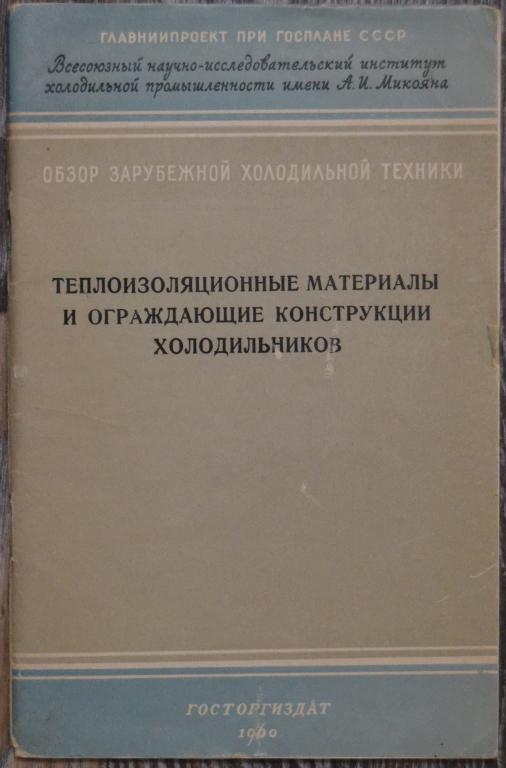 ГЛАВНИИПРОЕКТ ПРИ ГОСПЛАНЕ СССР
Всесоюзный научно-исследовательский институт
холодильной промышленности имени А. И. Микояна
ОБЗОР ЗАРУБЕЖНОЙ ХОЛОДИЛЬНОЙ ТЕХНИКИ
ТЕПЛОИЗОЛЯЦИОННЫЕ МАТЕРИАЛЫ
И ОГРАЖДАЮЩИЕ КОНСТРУКЦИИ
ХОЛОДИЛЬНИКОВ
ГОСТОРГИЗДАТ
1960